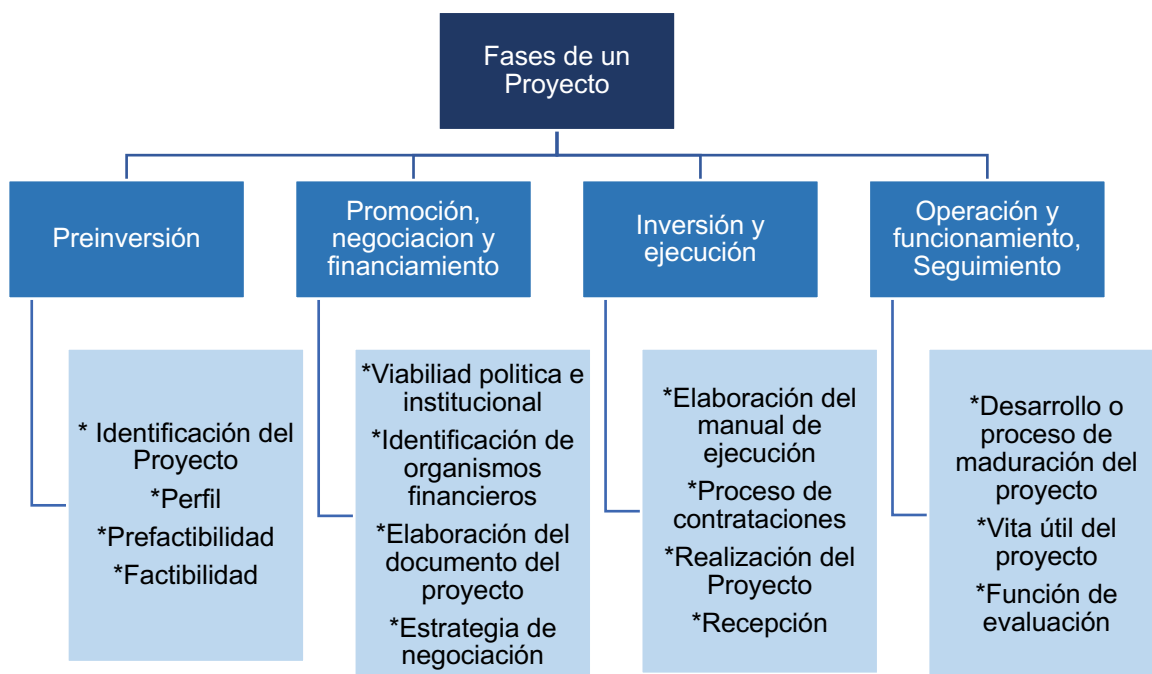 Fases de un
Proyecto
Preinversión
Promoción,
negociacion y
financiamiento
Inversión y
ejecución
Operación y
funcionamiento,
Seguimiento
* Identificación del
Proyecto
*Perfil
*Prefactibilidad
*Factibilidad
*Viabiliad politica e
institucional
*Identificación de
organismos
financieros
*Elaboración del
documento del
proyecto
*Estrategia de
negociación
*Elaboración del
manual de
ejecución
*Proceso de
contrataciones
*Realización del
Proyecto
*Recepción
*Desarrollo o
proceso de
maduración del
proyecto
*Vita útil del
proyecto
*Función de
evaluación